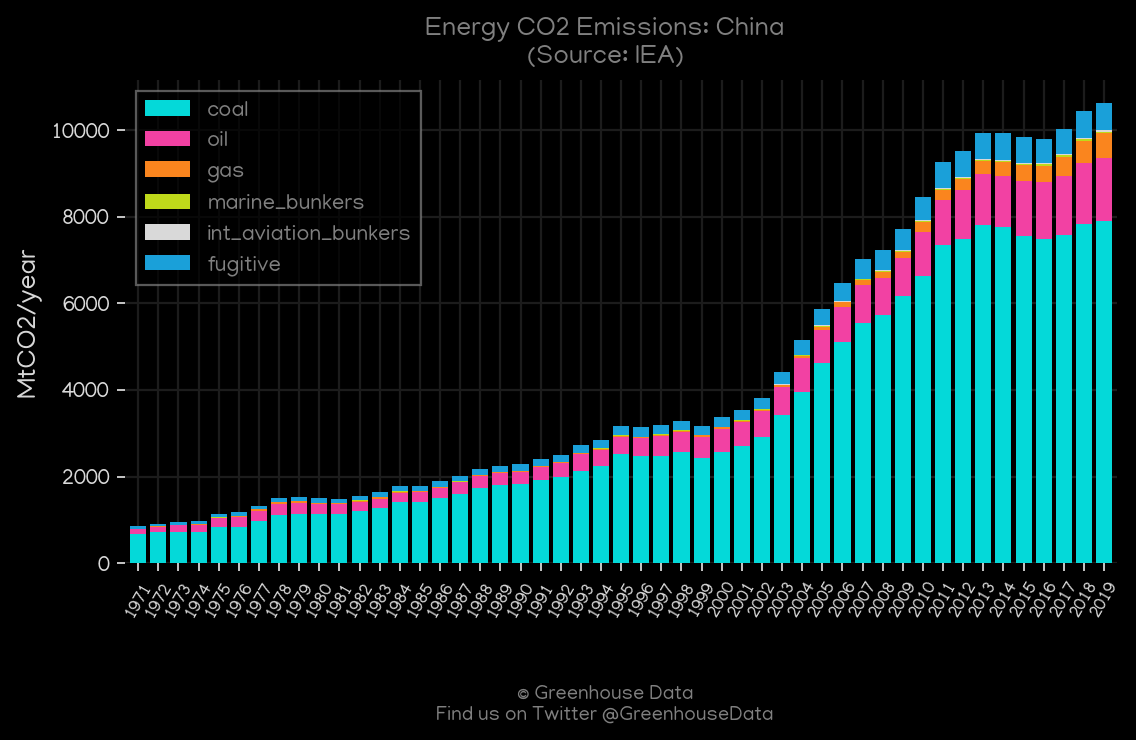 Energy CO2 Emissions: China
(Source: IEA)
coal
oil
gas
marine_bunkers
int_aviation_bunkers
fugitive
MtCO2/year
10000
8000
6000
4000
2000
0
1971 1972 1973 1974 1975 1976 1977 1978 1979 1980 1981 1982 1983 1984 1985 1986 1987 1988 1989 1990 1991 1992 1993 1994 1995 1996 1997 1998 1999 2000 2001 2002 2003 2004 2005 2006 2007 2008 2009 2010 2011 2012 2013 2014 2015 2016 2017 2018 2019
© Greenhouse Data
Find us on Twitter @GreenhouseData